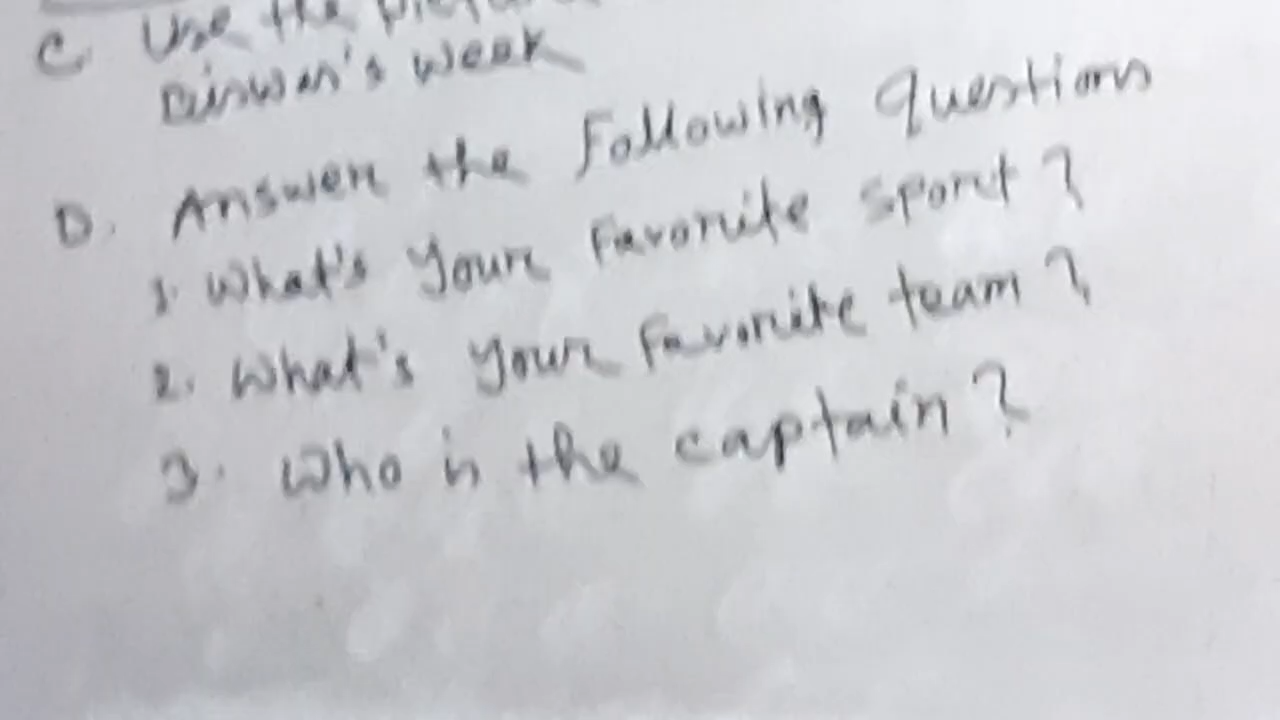 C. Use the
Biswas's week
D. Answer the Following Questions
1. What's your Favorite sport?
2. What's your favorite team?
3. Who is the captain?